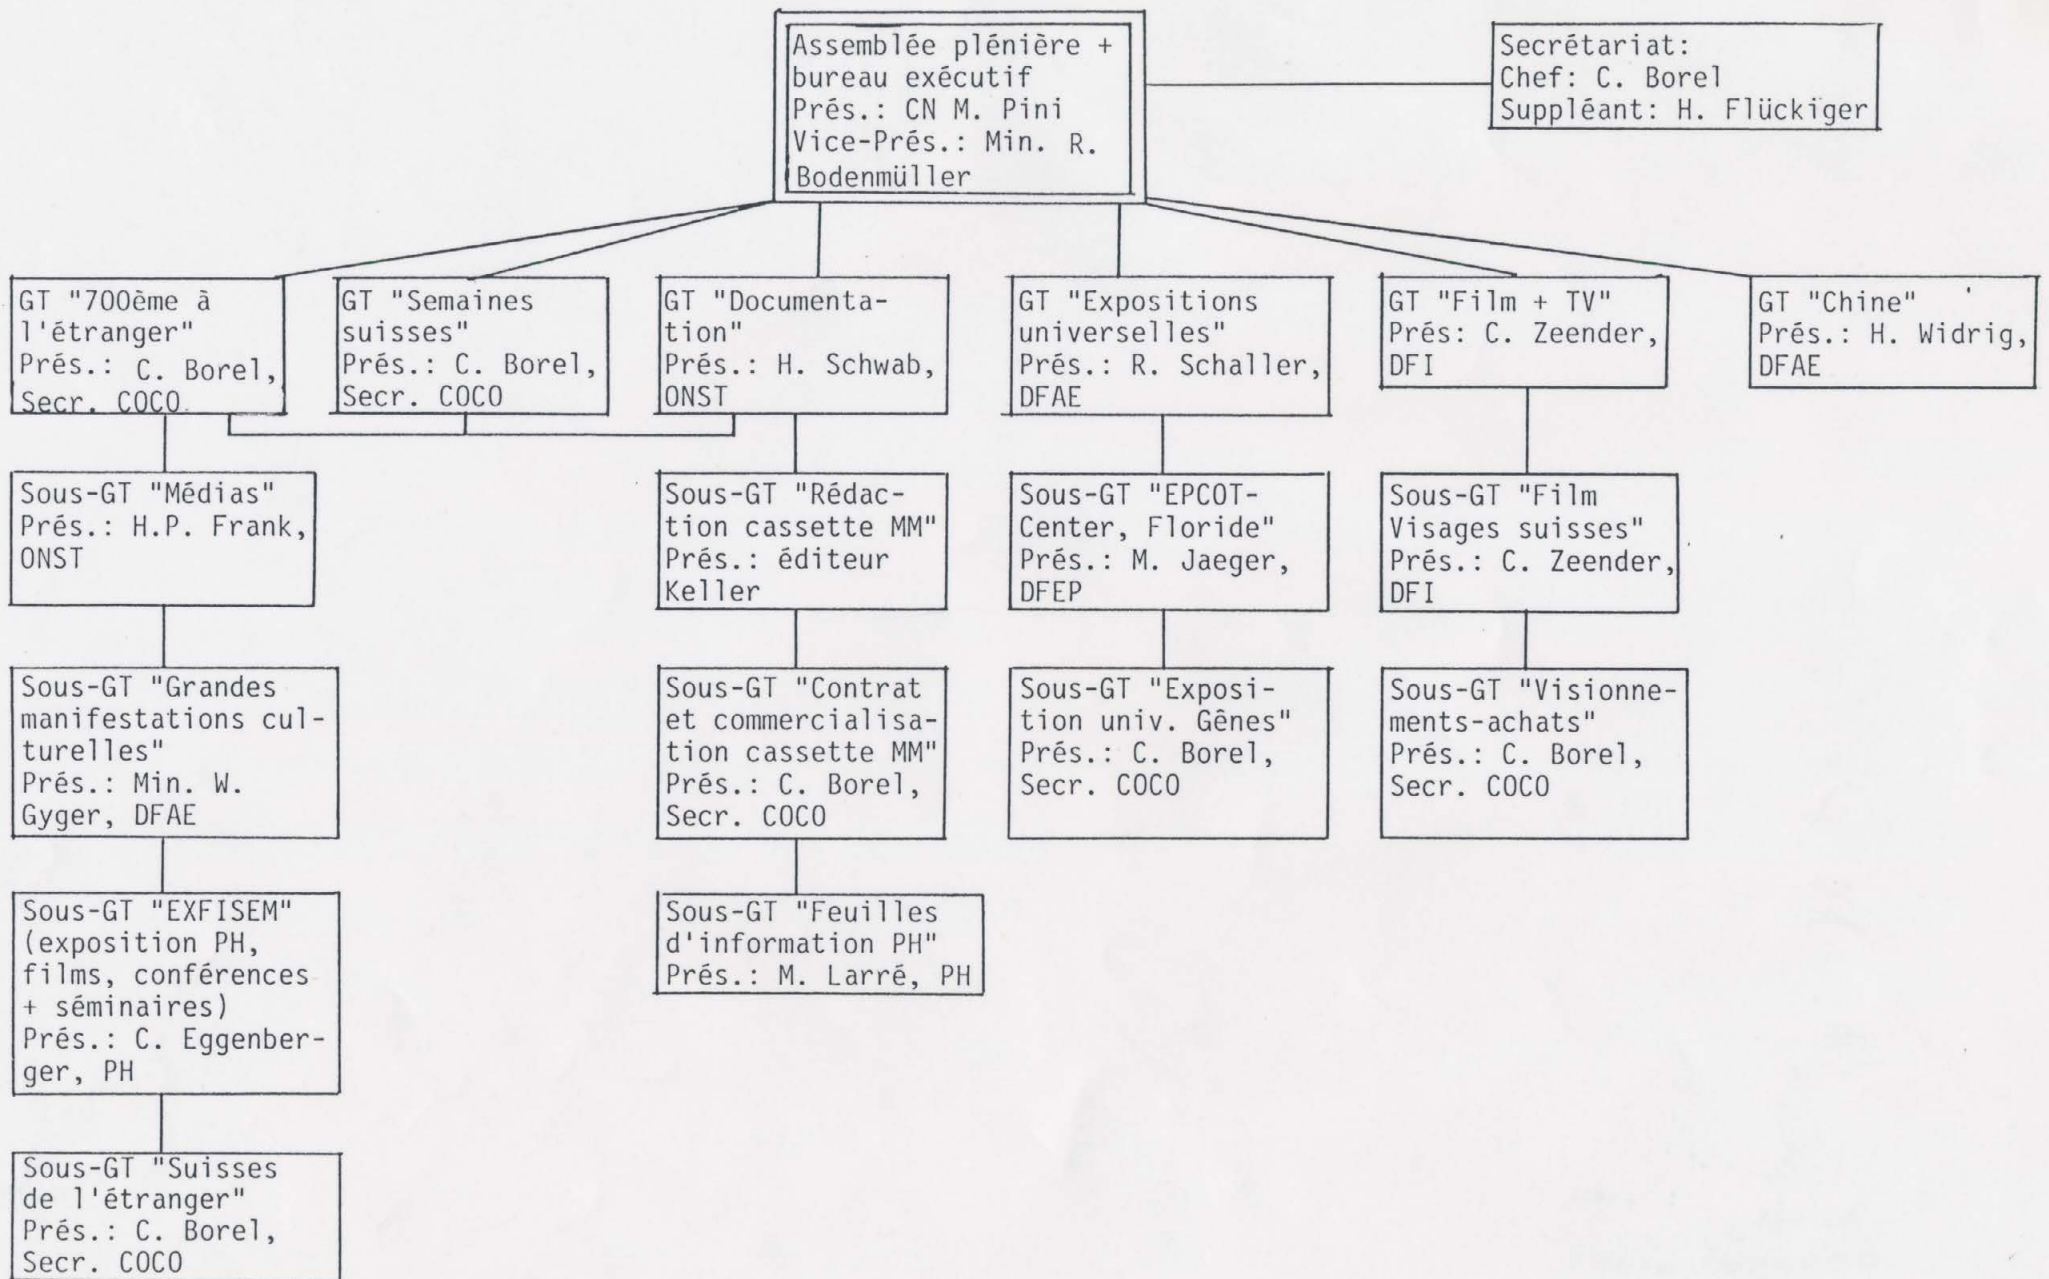 Assemblée plénière +
bureau exécutif
Prés.: CN M. Pini
Vice-Prés.: Min. R.
Bodenmüller
Secrétariat:
Chef: C. Borel
Suppléant: H. Flückiger
GT "700ème à
l'étranger"
Prés.: C. Borel,
Secr. COCO
GT "Semaines
suisses"
Prés.: C. Borel,
Secr. COCO
GT "Documenta-
tion"
Prés.: H. Schwab,
ONST
GT "Expositions
universelles"
Prés.: R. Schaller,
DFAE
GT "Film + TV"
Prés: C. Zeender,
DFI
GT "Chine"
Prés.: H. Widrig,
DFAE
Sous-GT "Médias"
Prés.: H.P. Frank,
ONST
Sous-GT "Rédac-
tion cassette MM"
Prés.: éditeur
Keller
Sous-GT "EPCOT-
Center, Floride"
Prés.: M. Jaeger,
DFEP
Sous-GT "Film
Visages suisses"
Prés.: C. Zeender,
DFI
Sous-GT "Grandes
manifestations cul-
turelles"
Prés.: Min. W.
Gyger, DFAE
Sous-GT "Contrat
et commercialisa-
tion cassette MM"
Prés.: C. Borel,
Secr. COCO
Sous-GT "Exposi-
tion univ. Gênes"
Prés.: C. Borel,
Secr. COCO
Sous-GT "Visionne-
ments-achats"
Prés.: C. Borel,
Secr. COCO
Sous-GT "EXFISEM"
(exposition PH,
films, conférences
+ séminaires)
Prés.: C. Eggenber-
ger, PH
Sous-GT "Feuilles
d'information PH"
Prés.: M. Larré, PH
Sous-GT "Suisses
de l'étranger"
Prés.: C. Borel,
Secr. COCO